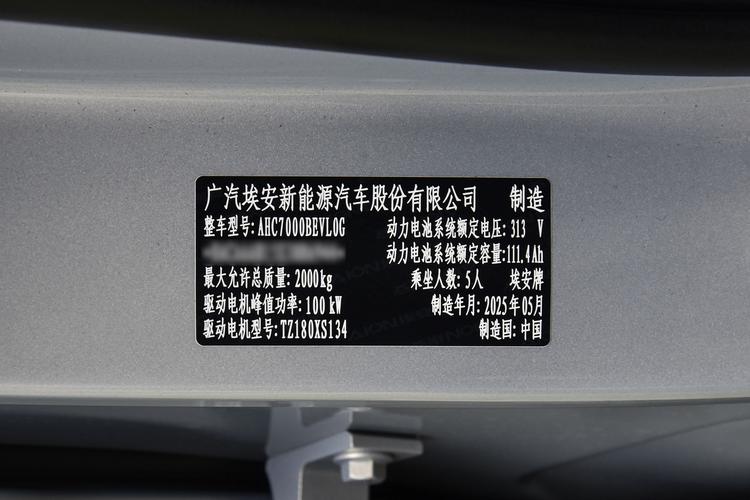 广汽埃安新能源汽车股份有限公司 制造
整车型号:AHC7000BEVL0G 动力电池系统额定电压: 313 V
动力电池系统额定容量:111.4Ah
最大允许总质量: 2000kg 乘坐人数: 5人 埃安牌
驱动电机峰值功率: 100 kW 制造年月: 2025年05月
驱动电机型号:TZ180XS134 制造国: 中国